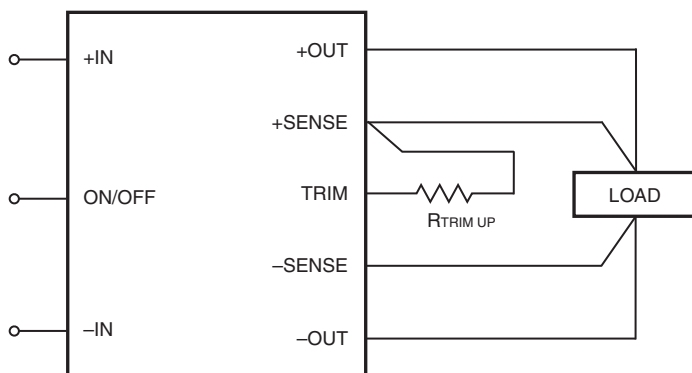 +IN
+OUT
+SENSE
ON/OFF
TRIM
RTRIM UP
LOAD
–SENSE
–IN
–OUT